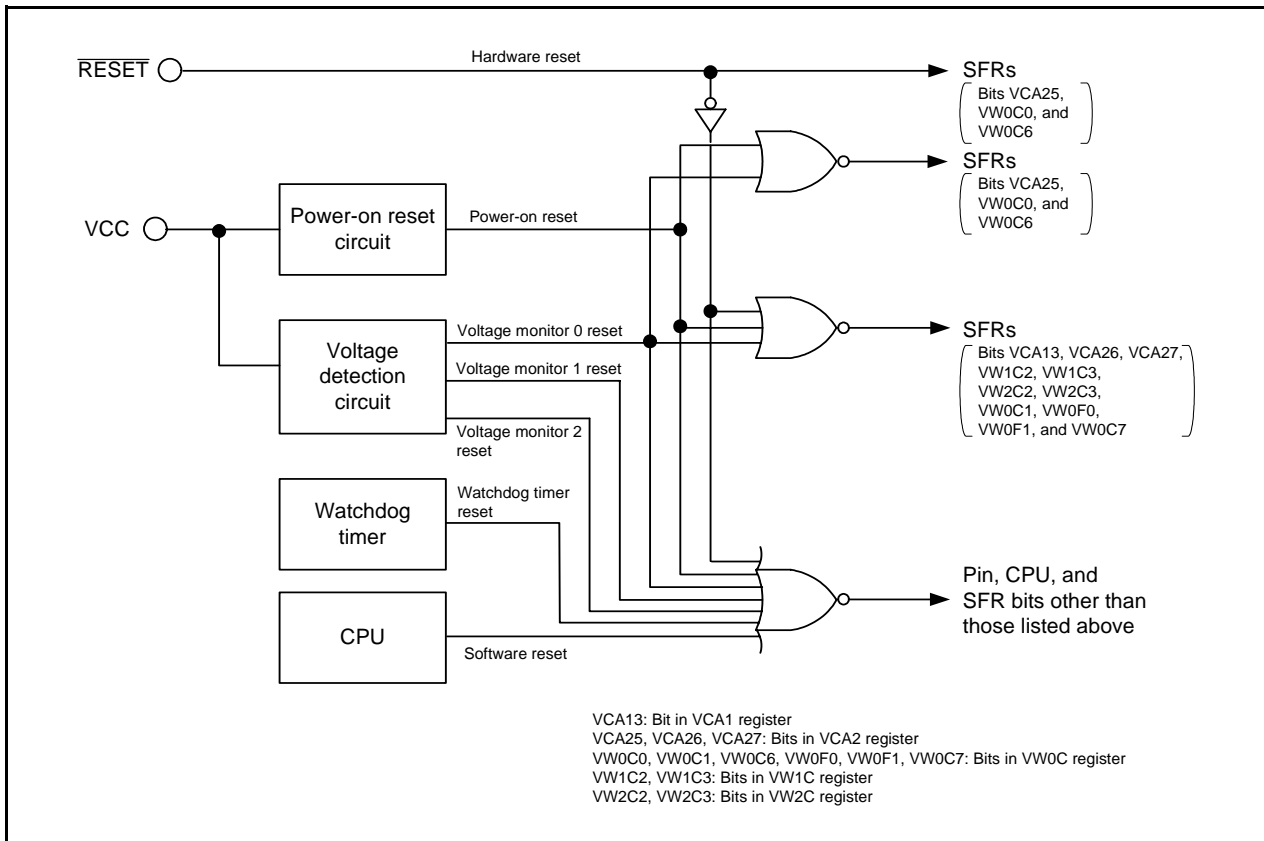 Hardware reset
RESET
SFRs
Bits VCA25,
VW0C0, and
VW0C6
SFRs
Bits VCA25,
VW0C0, and
VW0C6
VCC
Power-on reset
circuit
Power-on reset
Voltage
detection
circuit
Voltage monitor 0 reset
Voltage monitor 1 reset
Voltage monitor 2
reset
SFRs
Bits VCA13, VCA26, VCA27,
VW1C2, VW1C3,
VW2C2, VW2C3,
VW0C1, VW0F0,
VW0F1, and VW0C7
Watchdog
timer
Watchdog timer
reset
CPU
Software reset
Pin, CPU, and
SFR bits other than
those listed above
VCA13: Bit in VCA1 register
VCA25, VCA26, VCA27: Bits in VCA2 register
VW0C0, VW0C1, VW0C6, VW0F0, VW0F1, VW0C7: Bits in VW0C register
VW1C2, VW1C3: Bits in VW1C register
VW2C2, VW2C3: Bits in VW2C register